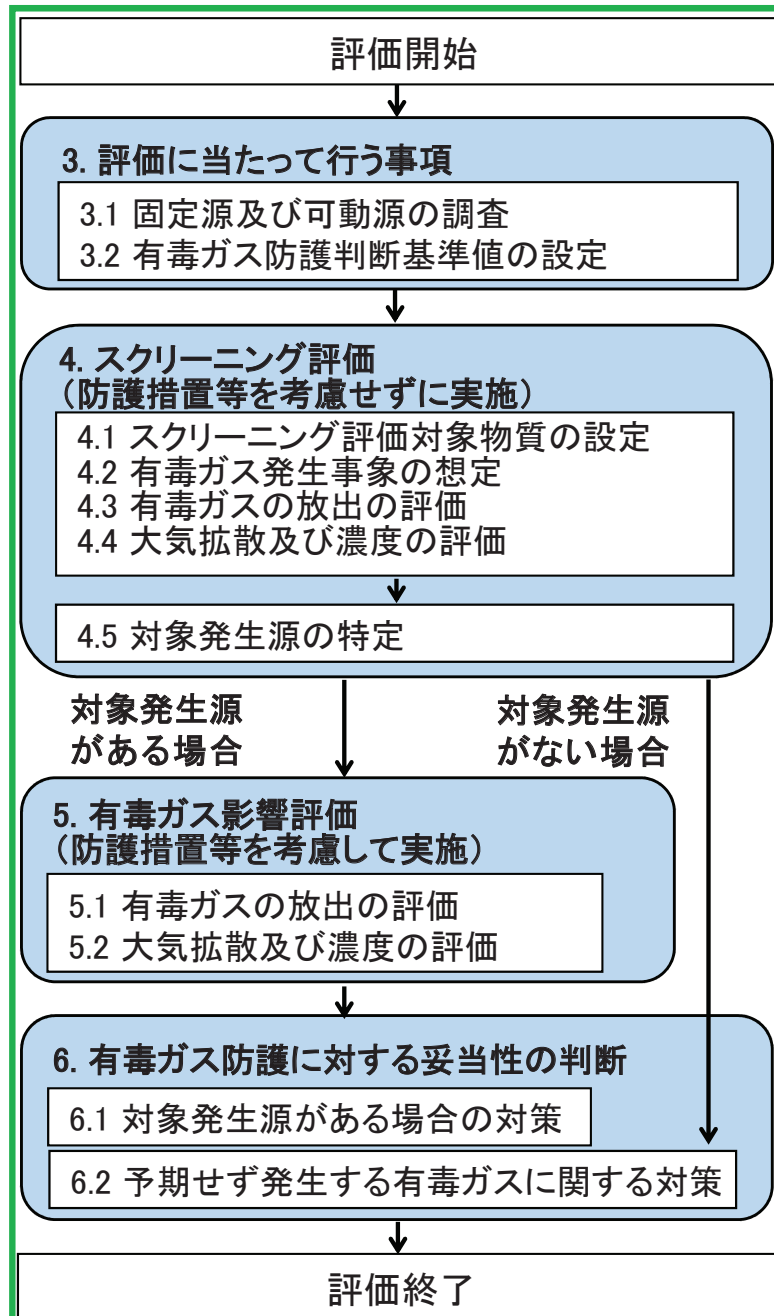 評価開始
3. 評価に当たって行う事項
3.1 固定源及び可動源の調査
3.2 有毒ガス防護判断基準値の設定
4. スクリーニング評価
（防護措置等を考慮せずに実施）
4.1 スクリーニング評価対象物質の設定
4.2 有毒ガス発生事象の想定
4.3 有毒ガスの放出の評価
4.4 大気拡散及び濃度の評価
4.5 対象発生源の特定
対象発生源
がある場合
対象発生源
がない場合
5. 有毒ガス影響評価
（防護措置等を考慮して実施）
5.1 有毒ガスの放出の評価
5.2 大気拡散及び濃度の評価
6. 有毒ガス防護に対する妥当性の判断
6.1 対象発生源がある場合の対策
6.2 予期せず発生する有毒ガスに関する対策
評価終了